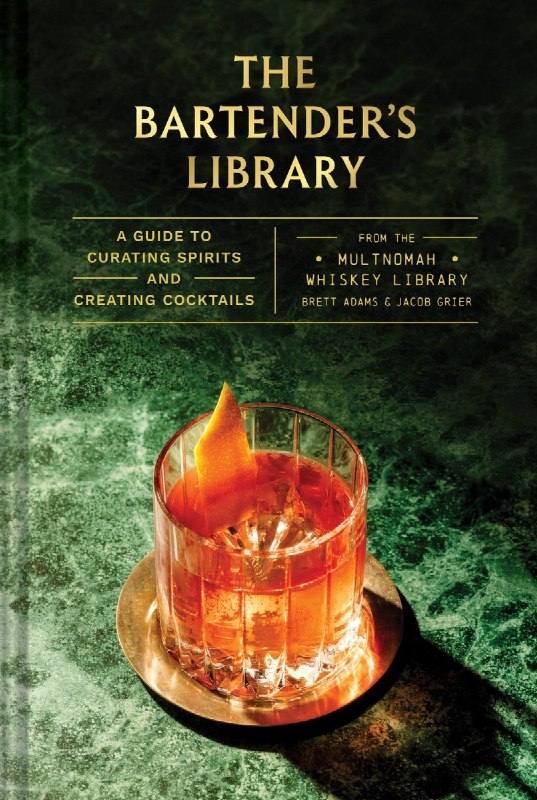 THE
BARTENDER'S
LIBRARY
A GUIDE TO
CURATING SPIRITS
AND
CREATING COCKTAILS
FROM THE
• MULTNOMAH •
WHISKEY LIBRARY
BRETT ADAMS & JACOB GRIER